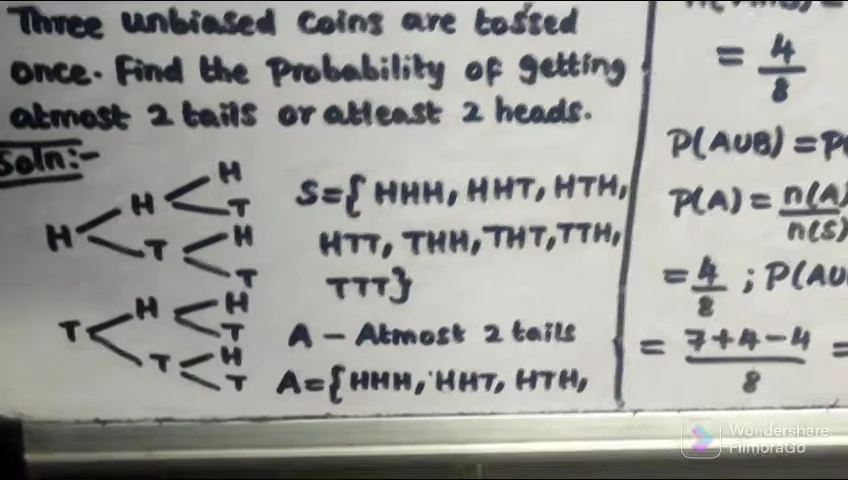 Three unbiased coins are tossed
once. Find the Probability of getting
atmost 2 tails or atleast 2 heads.
Soln:-
H
H
T
H
T
H
T
T
H
T
H
T
H
T
S={ HHH, HHT, HTH,
HTT, THH, THT, TTH,
TTT}
A - Atmost 2 tails
A={HHH, HHT, HTH,
= 4/8
P(AUB) = P(
P(A) = n(A)/n(S)
= 4/8 ; P(AU
= 7+4-4/8 =
Wondershare
FilmoraGo